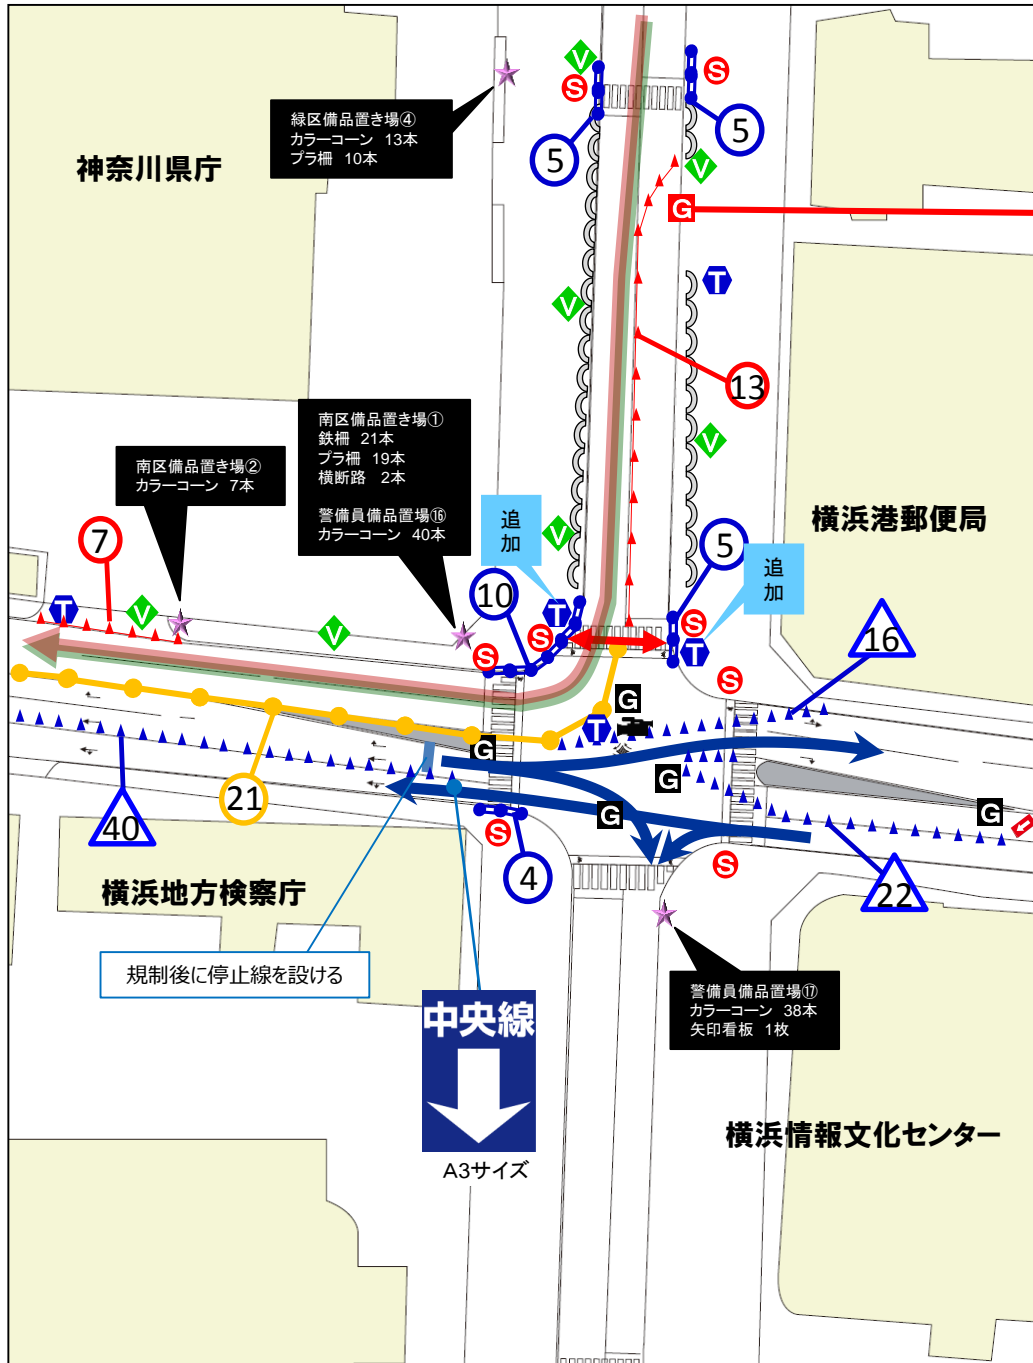 緑区備品置き場④
カラーコーン 13本
プラ柵 10本
神奈川県庁
V
S
S
5
5
V
G
T
V
13
V
南区備品置き場①
鉄柵 21本
プラ柵 19本
横断路 2本
警備員備品置場⑯
カラーコーン 40本
南区備品置き場②
カラーコーン 7本
横浜港郵便局
追
加
V
5
追
加
7
10
T
V
V
T
S
S
S
T
16
S
G
T
G
G
21
40
G
G
S
4
S
22
横浜地方検察庁
規制後に停止線を設ける
中央線
A3サイズ
警備員備品置場⑰
カラーコーン 38本
矢印看板 1枚
横浜情報文化センター